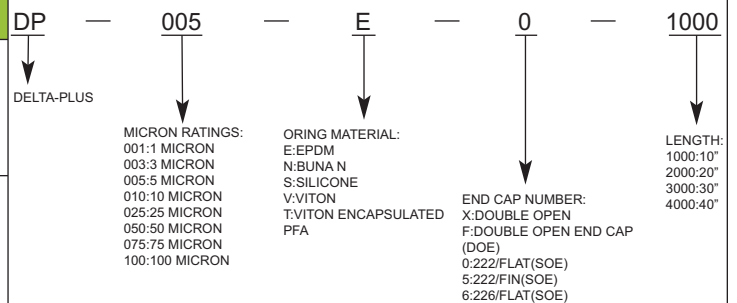 DP — 005 — E — 0 — 1000
DELTA-PLUS
MICRON RATINGS:
001:1 MICRON
003:3 MICRON
005:5 MICRON
010:10 MICRON
025:25 MICRON
050:50 MICRON
075:75 MICRON
100:100 MICRON
ORING MATERIAL:
E:EPDM
N:BUNA N
S:SILICONE
V:VITON
T:VITON ENCAPSULATED
PFA
END CAP NUMBER:
X:DOUBLE OPEN
F:DOUBLE OPEN END CAP
(DOE)
0:222/FLAT(SOE)
5:222/FIN(SOE)
6:226/FLAT(SOE)
LENGTH:
1000:10”
2000:20”
3000:30”
4000:40”